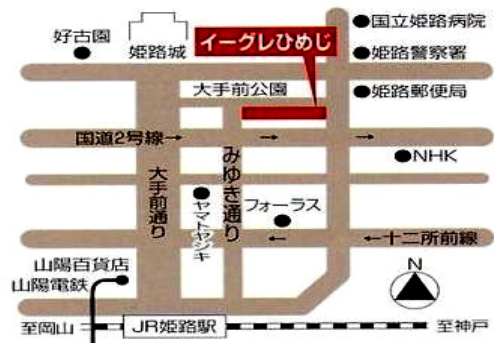 国立姫路病院
好古園
姫路城
イーグレひめじ
姫路警察署
大手前公園
姫路郵便局
国道2号線→
→
→
NHK
大手前通り
みゆき通り
ヤマトヤシキ
フォーラス
←
←十二所前線
山陽百貨店
山陽電鉄
N
至岡山
JR姫路駅
至神戸